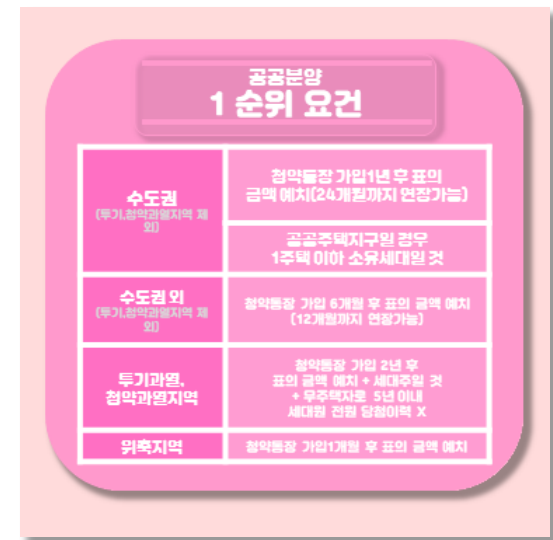 공공분양
1 순위 요건
수도권
(투기,청약과열지역 제
외)
청약통장 가입1년 후 표의
금액 예치(24개월까지 연장가능)
공공주택지구일 경우
1주택 이하 소유세대일 것
수도권 외
(투기,청약과열지역 제
외)
청약통장 가입 6개월 후 표의 금액 예치
(12개월까지 연장가능)
투기과열,
청약과열지역
청약통장 가입 2년 후
표의 금액 예치 + 세대주일 것
+ 무주택자로 5년 이내
세대원 전원 당첨이력 X
위축지역
청약통장 가입1개월 후 표의 금액 예치